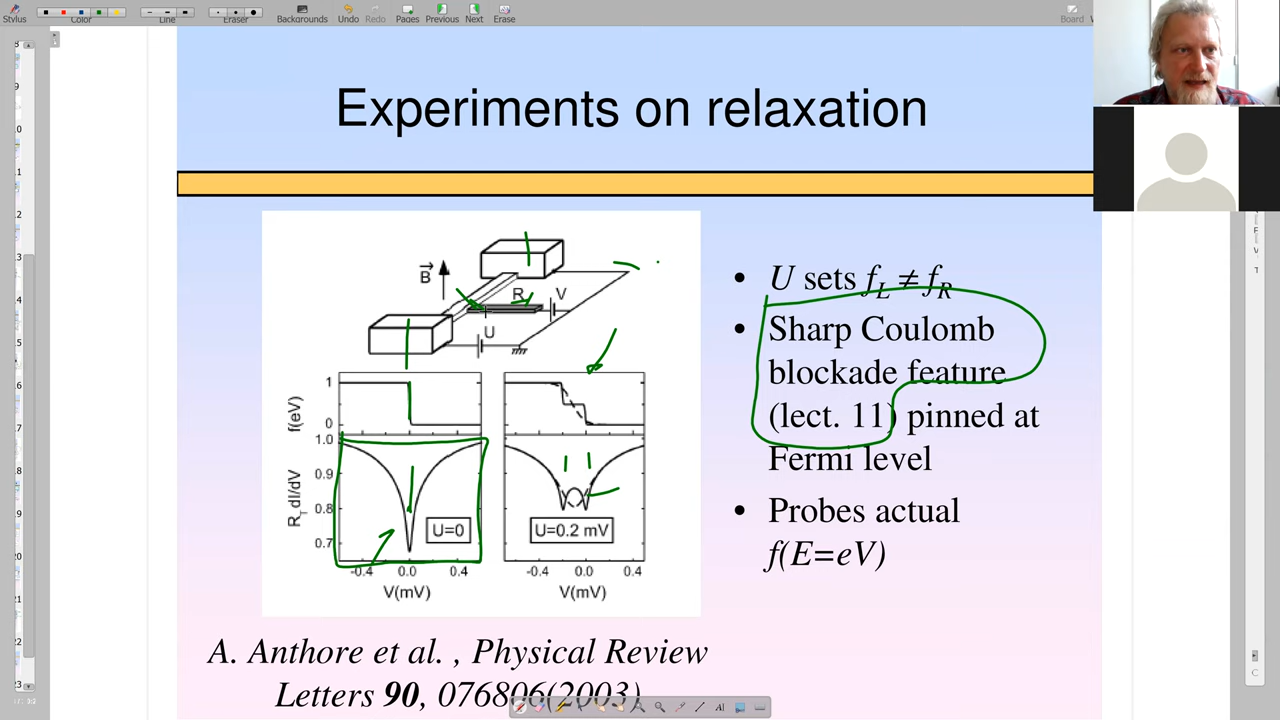 Stylus
Color
Line
Eraser
Backgrounds
Undo
Redo
Pages
Previous
Next
Erase
Board
Experiments on relaxation
B
R
V
U
• U sets fL ≠ fR
• Sharp Coulomb
blockade feature
(lect. 11) pinned at
Fermi level
• Probes actual
f(E=eV)
f(eV)
1
0
RT dI/dV
1.0
0.9
0.8
0.7
U=0
U=0.2 mV
-0.4 0.0 0.4
-0.4 0.0 0.4
V(mV)
V(mV)
A. Anthore et al. , Physical Review
Letters 90, 076806(2003)